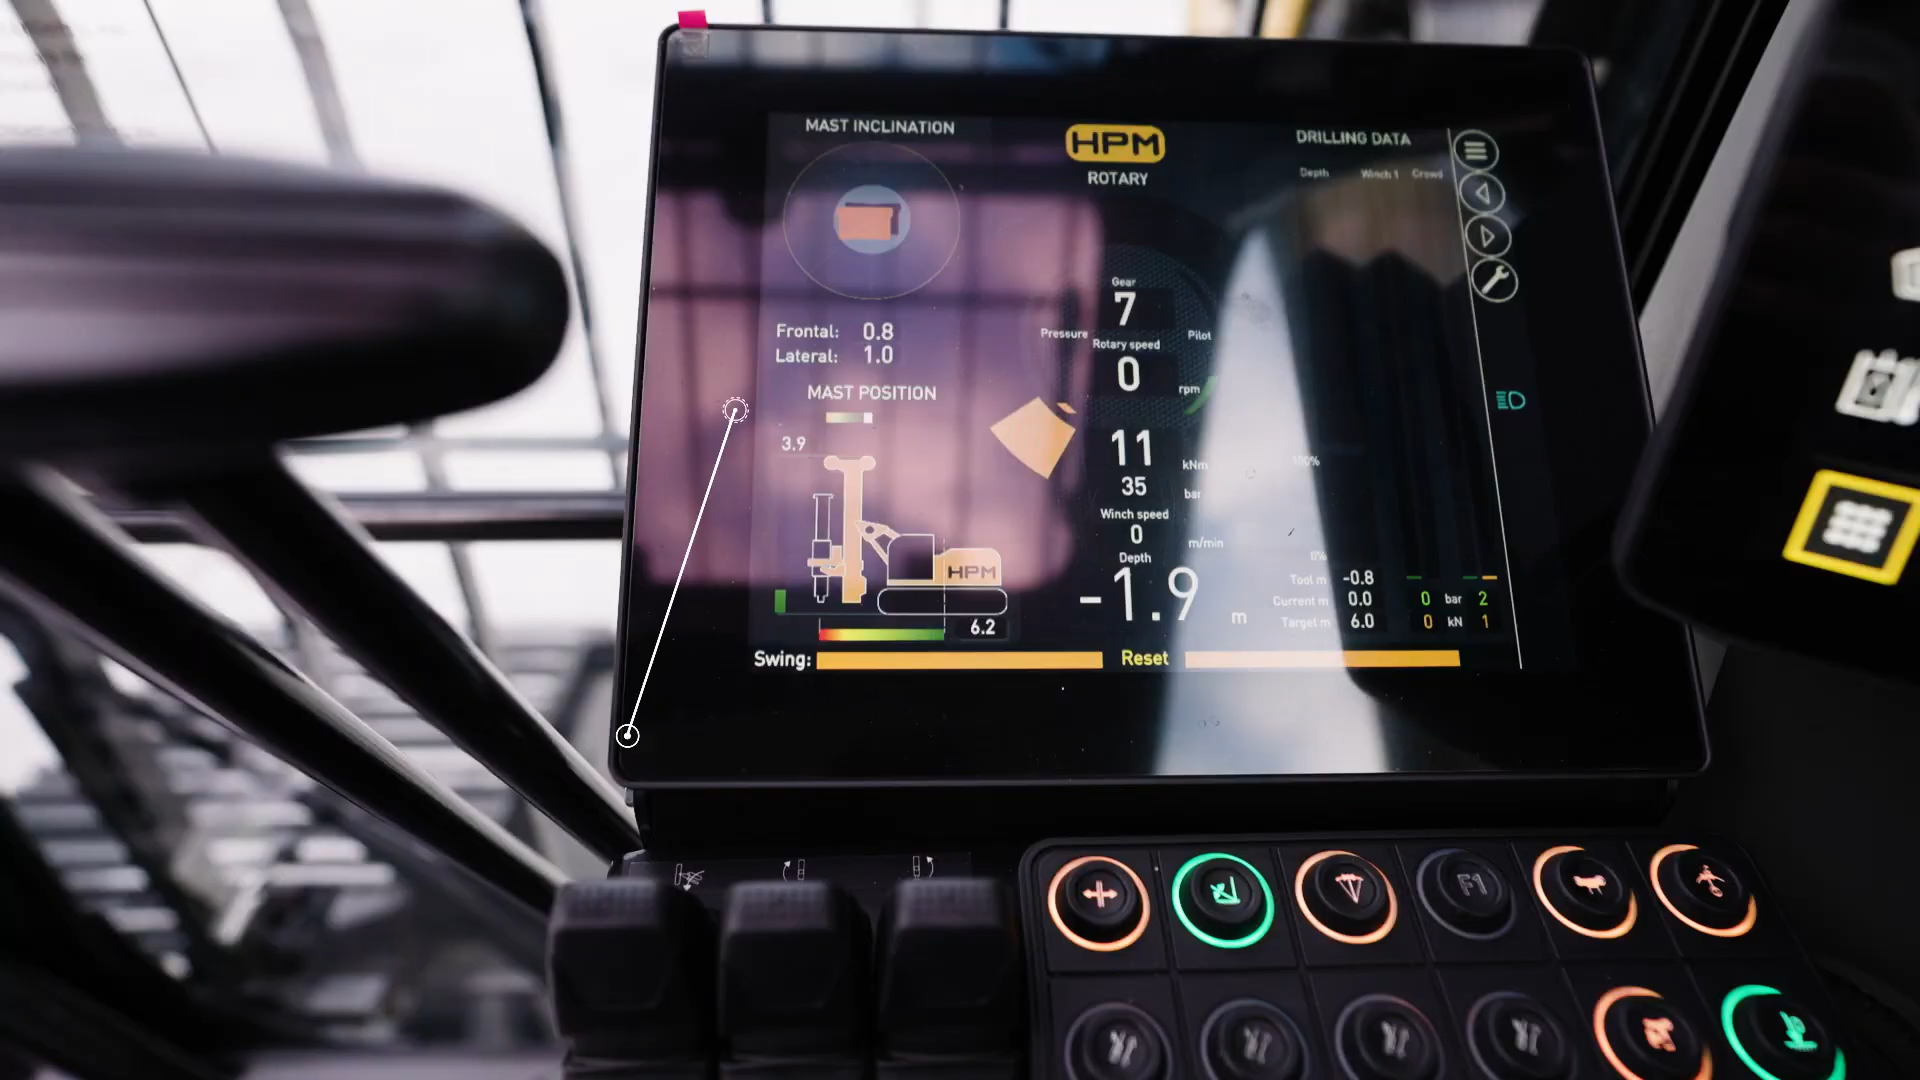 MAST INCLINATION
HPM
ROTARY
DRILLING DATA
Depth Winch 1 Crowd
Frontal: 0.8
Lateral: 1.0
MAST POSITION
3.9
HPM
6.2
Gear
7
Pressure
Pilot
Rotary speed
0
rpm
11
kNm
35
bar
Winch speed
0
m/min
Depth
-1.9
m
100%
0%
Tool m -0.8
Current m 0.0 0 bar 2
Target m 6.0 0 kN 1
Swing:
Reset
F1